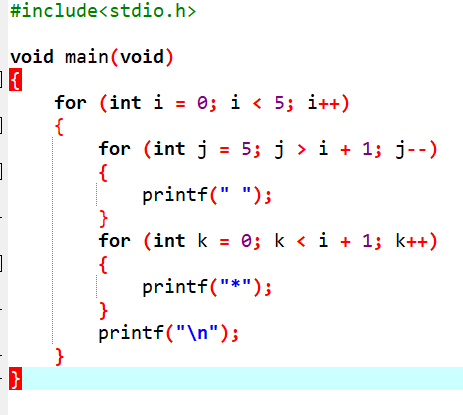 #include<stdio.h>
void main(void)
{
    for (int i = 0; i < 5; i++)
    {
        for (int j = 5; j > i + 1; j--)
        {
            printf(" ");
        }
        for (int k = 0; k < i + 1; k++)
        {
            printf("*");
        }
        printf("\n");
    }
}